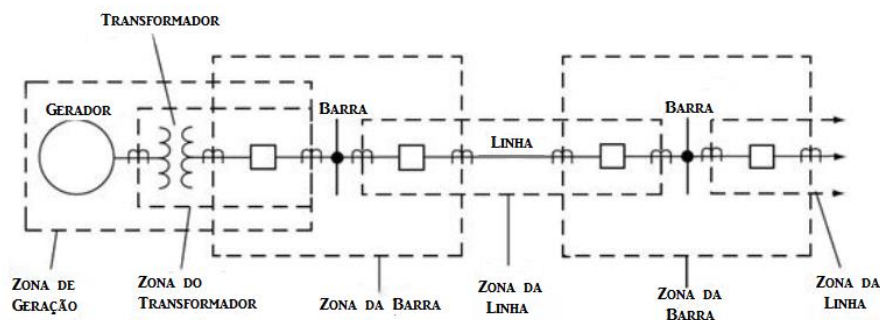 TRANSFORMADOR
GERADOR
BARRA
LINHA
BARRA
ZONA DE
GERAÇÃO
ZONA DO
TRANSFORMADOR
ZONA DA BARRA
ZONA DA
LINHA
ZONA DA
BARRA
ZONA DA
LINHA